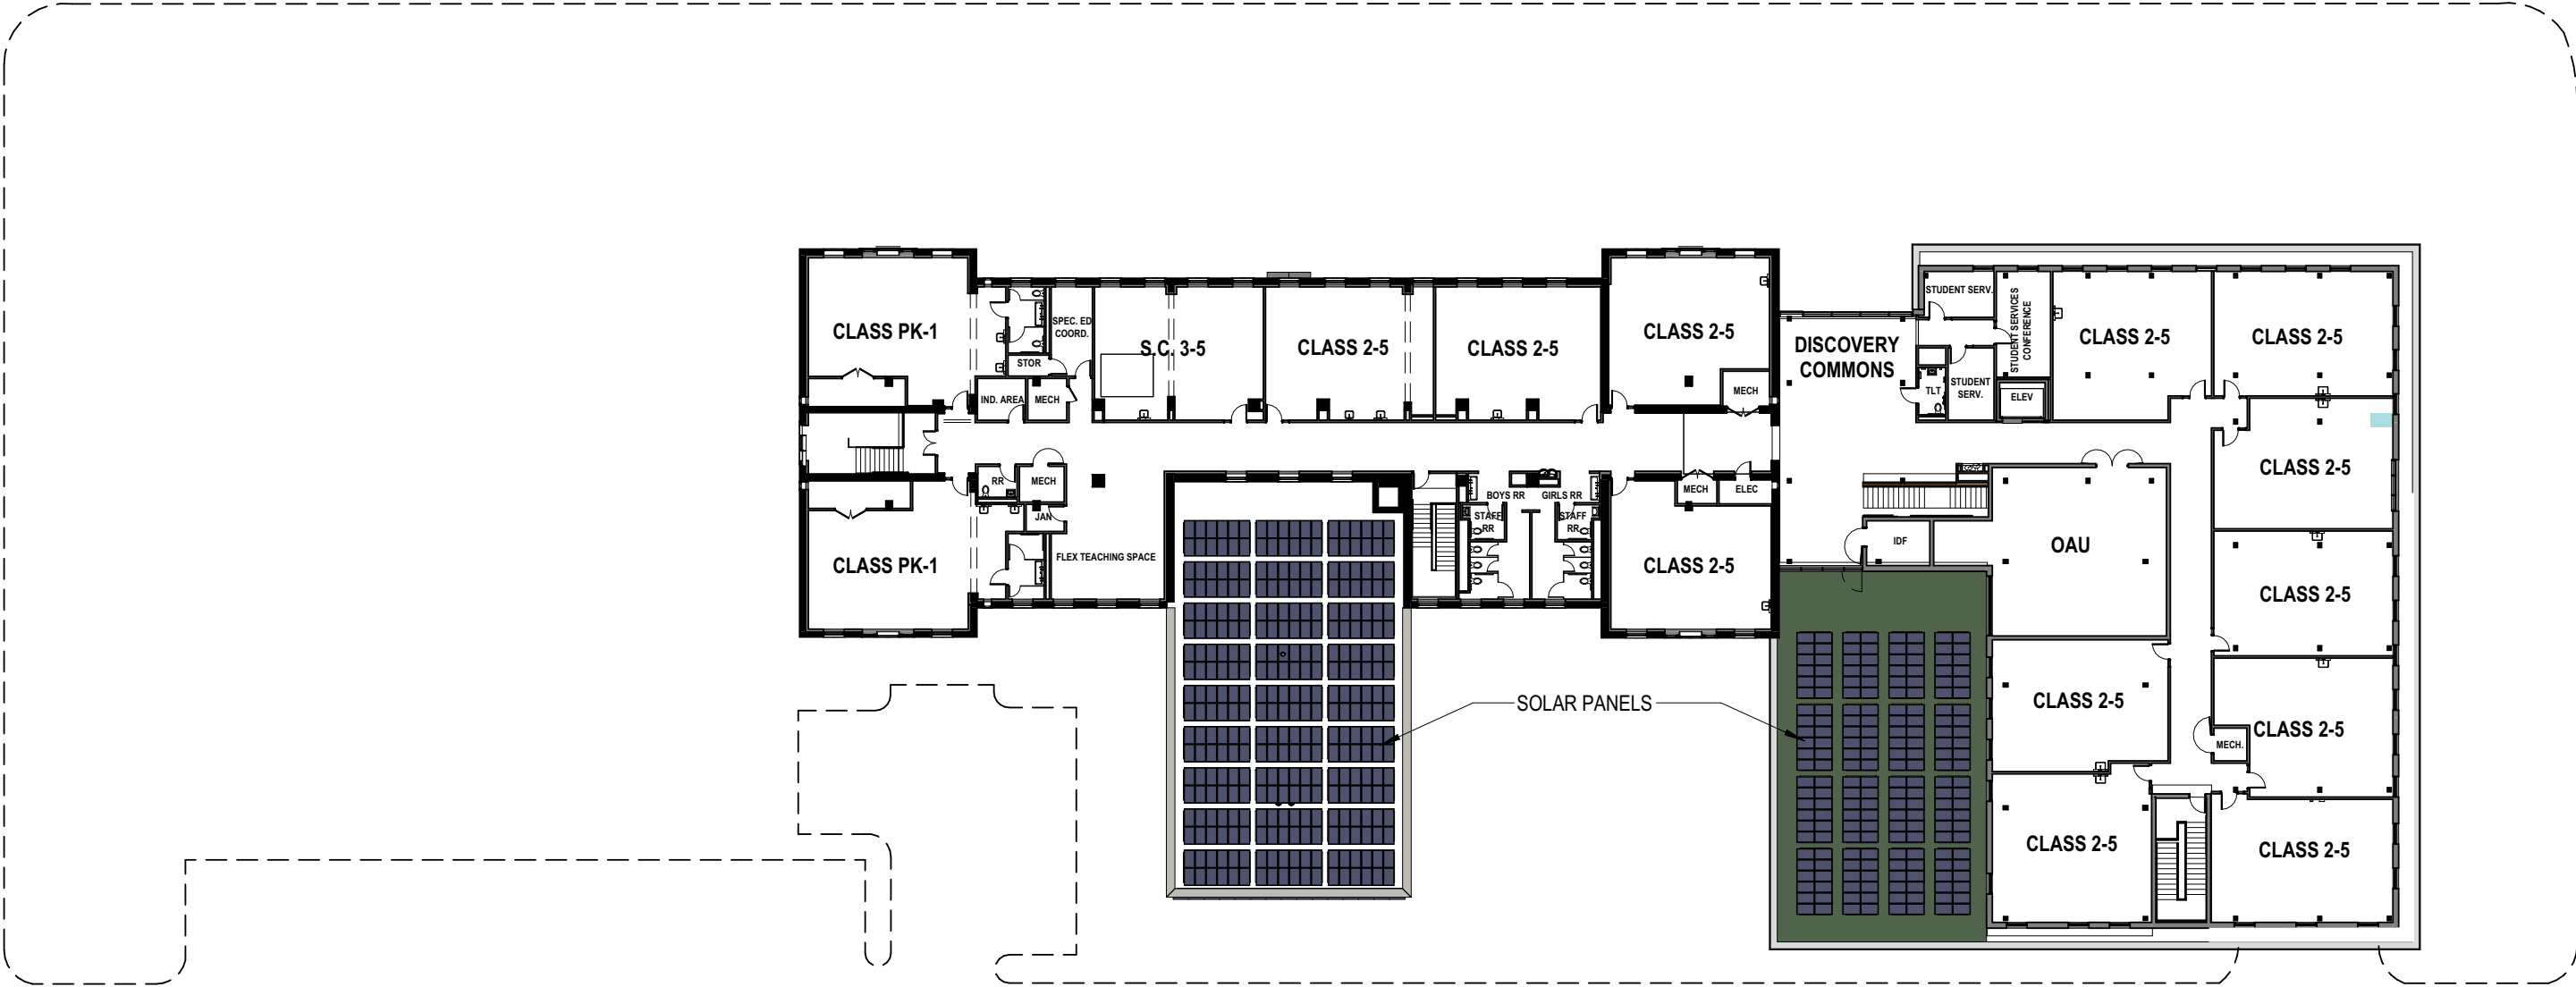 CLASS PK-1
SPEC. ED
COORD.
STOR
IND. AREA
MECH
S.C. 3-5
CLASS 2-5
CLASS 2-5
CLASS 2-5
MECH
DISCOVERY
COMMONS
STUDENT SERV.
STUDENT SERVICES
CONFERENCE
TLT
STUDENT
SERV.
ELEV
CLASS 2-5
CLASS 2-5
RR
MECH
JAN
CLASS PK-1
FLEX TEACHING SPACE
BOYS RR
GIRLS RR
STAFF
RR
STAFF
RR
MECH
ELEC
CLASS 2-5
IDF
OAU
CLASS 2-5
CLASS 2-5
SOLAR PANELS
CLASS 2-5
MECH.
CLASS 2-5
CLASS 2-5
CLASS 2-5